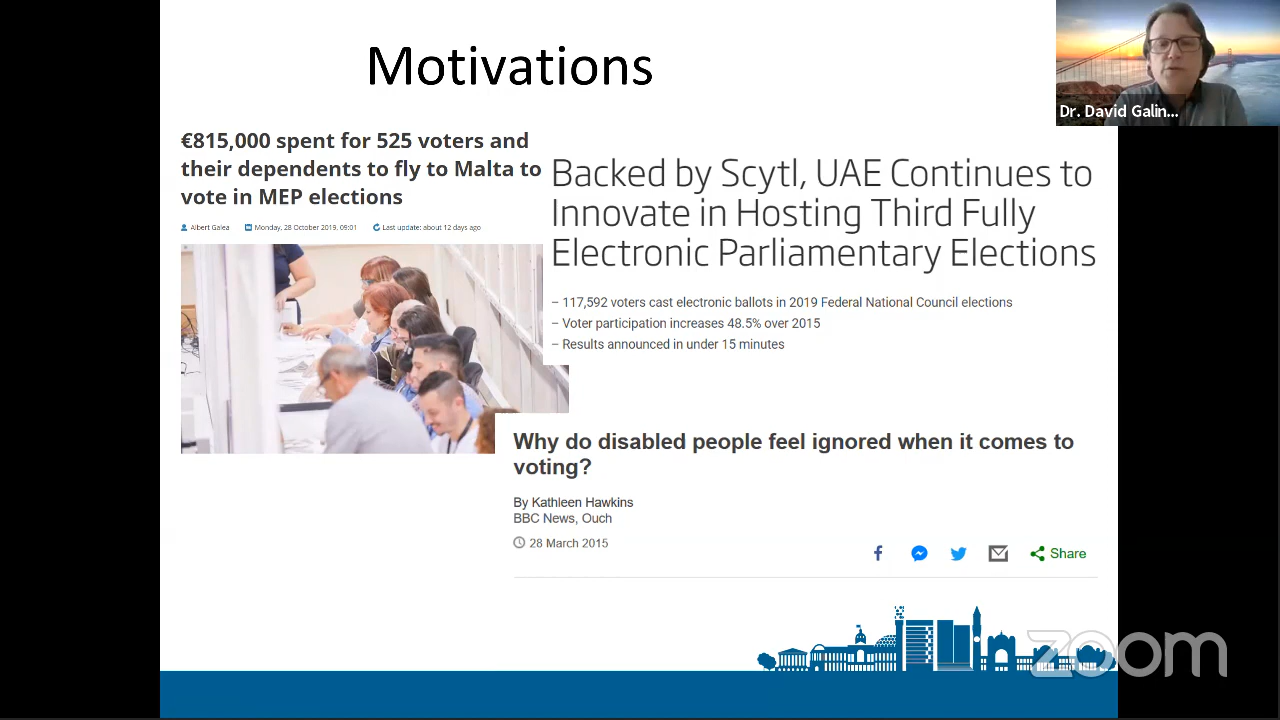 Motivations
Dr. David Galin...
€815,000 spent for 525 voters and
their dependents to fly to Malta to
vote in MEP elections
Albert Galea Monday, 28 October 2019, 09:01 Last update: about 12 days ago
Backed by Scytl, UAE Continues to
Innovate in Hosting Third Fully
Electronic Parliamentary Elections
– 117,592 voters cast electronic ballots in 2019 Federal National Council elections
– Voter participation increases 48.5% over 2015
– Results announced in under 15 minutes
Why do disabled people feel ignored when it comes to
voting?
By Kathleen Hawkins
BBC News, Ouch
28 March 2015
Share
zoom